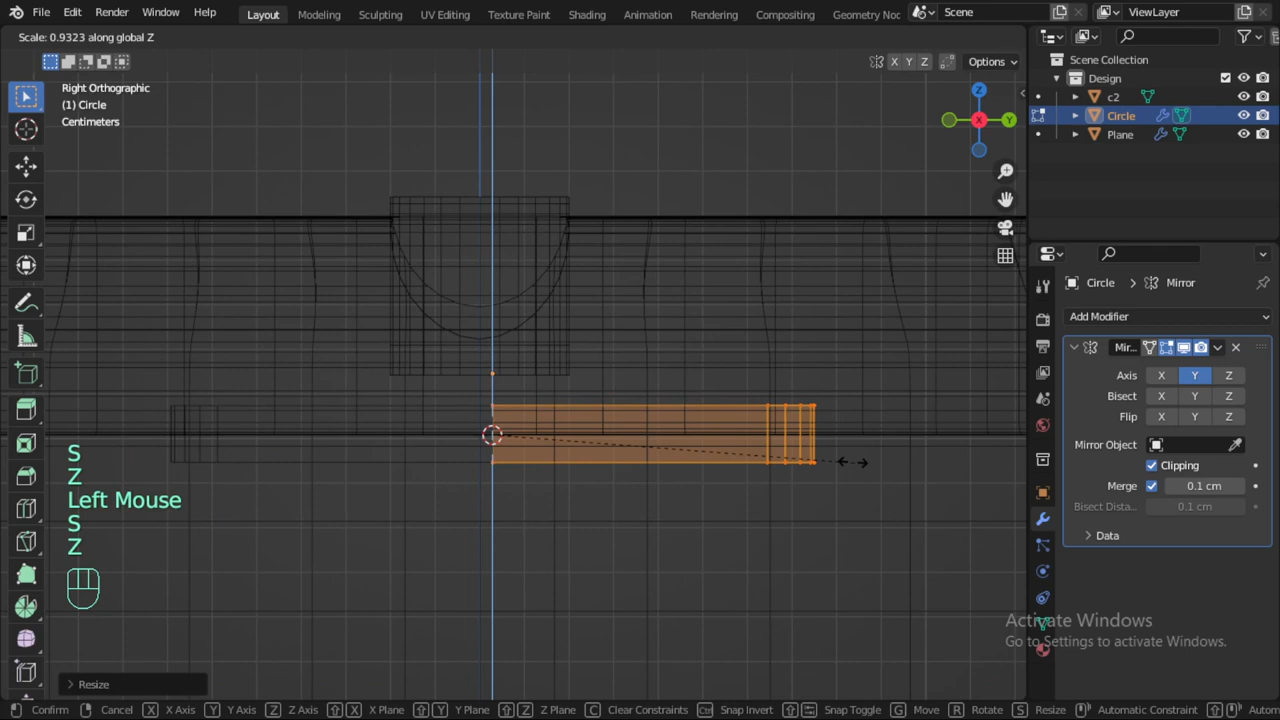 File Edit Render Window Help Layout Modeling Sculpting UV Editing Texture Paint Shading Animation Rendering Compositing Geometry Nod Scene ViewLayer
Scale: 0.9323 along global Z
X Y Z Options
Right Orthographic
(1) Circle
Centimeters
Z
X
Y
Scene Collection
Design
c2
Circle
Plane
Circle Mirror
Add Modifier
Mir...
Axis X Y Z
Bisect X Y Z
Flip X Y Z
Mirror Object
Clipping
Merge 0.1 cm
Bisect Dista... 0.1 cm
Data
S
Z
Left Mouse
S
Z
Activate Windows
Go to Settings to activate Windows.
Resize
Confirm Cancel X X Axis Y Y Axis Z Z Axis X X Plane Y Y Plane Z Z Plane C Clear Constraints Ctrl Snap Invert Snap Toggle G Move R Rotate S Resize Autom